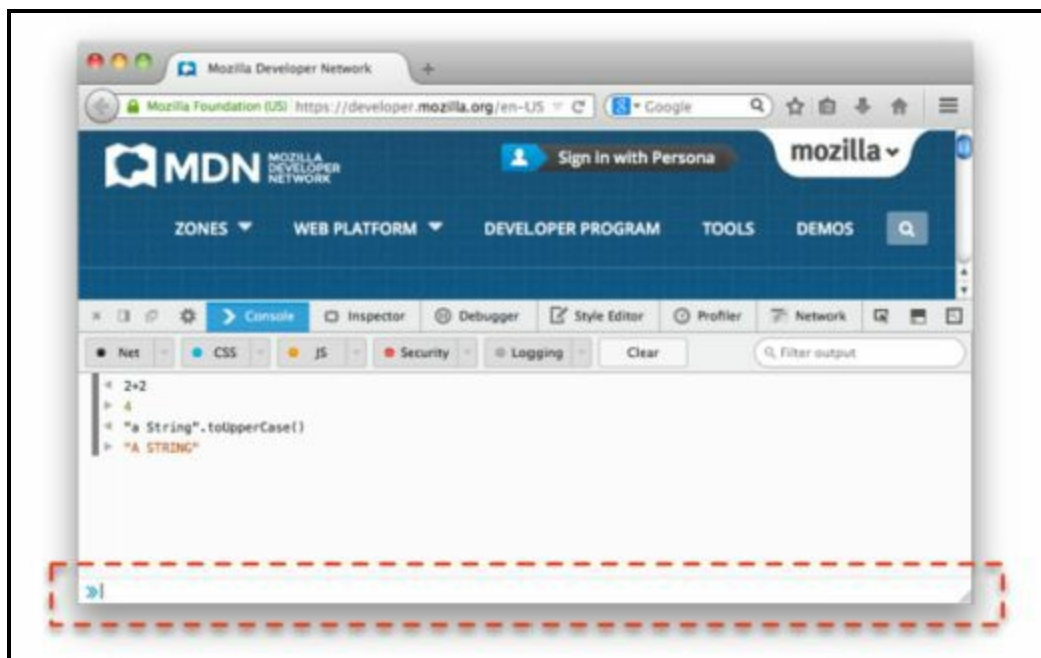 Mozilla Developer Network +
Mozilla Foundation (US) https://developer.mozilla.org/en-US Google
MDN MOZILLA DEVELOPER NETWORK Sign in with Persona mozilla
ZONES WEB PLATFORM DEVELOPER PROGRAM TOOLS DEMOS
Console Inspector Debugger Style Editor Profiler Network
Net CSS JS Security Logging Clear Filter output
2+2
4
"a String".toUpperCase()
"A STRING"
»